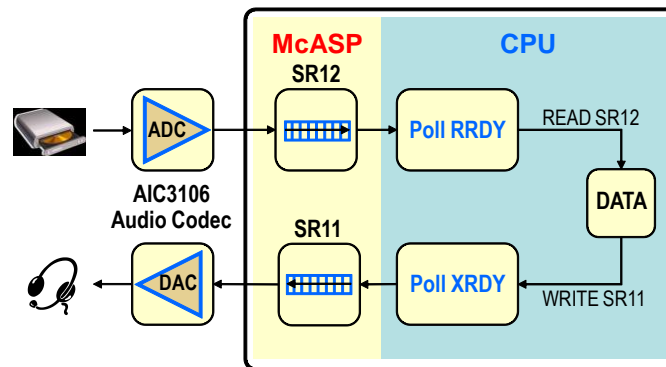 McASP
CPU
SR12
ADC
Poll RRDY
READ SR12
AIC3106
Audio Codec
DATA
SR11
DAC
Poll XRDY
WRITE SR11